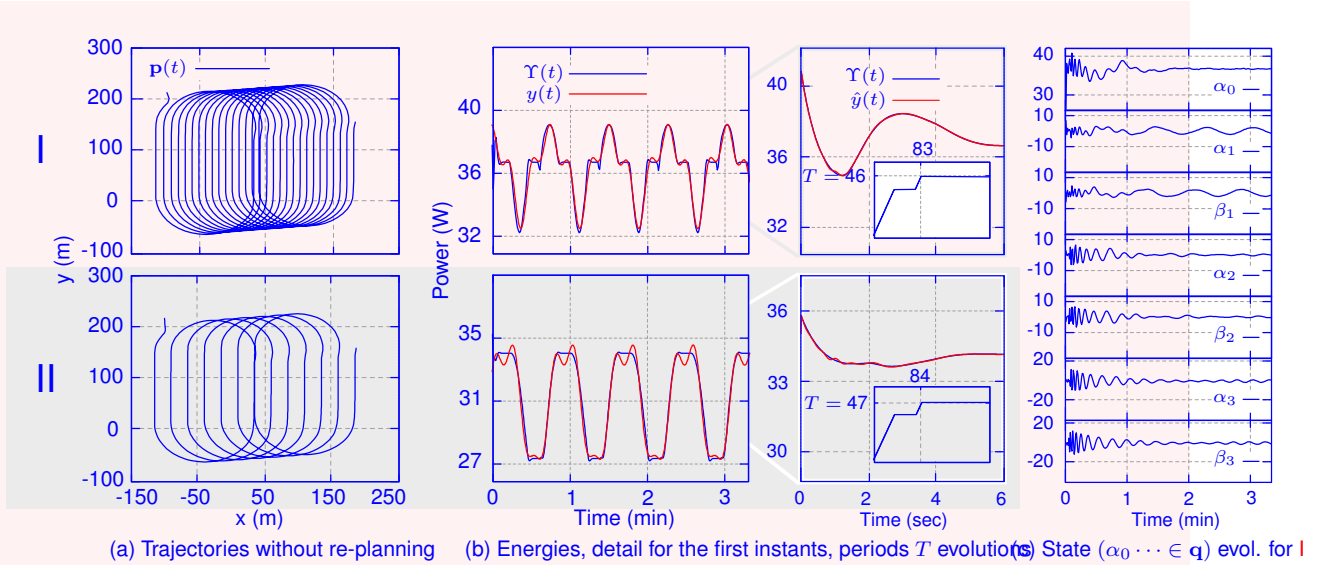 I
II
y (m)
300
200
100
0
-100
p(t)
300
200
100
0
-100
-150
-50
50
150
250
x (m)
Power (W)
40
36
32
Υ(t)
y(t)
35
31
27
0
1
2
3
Time (min)
40
36
32
Υ(t)
ŷ(t)
83
T = 46
36
33
30
84
T = 47
0
2
4
6
Time (sec)
40
30
α0
10
-10
α1
10
-10
β1
10
-10
α2
10
-10
β2
20
-20
α3
20
-20
β3
0
1
2
3
Time (min)
(a) Trajectories without re-planning
(b) Energies, detail for the first instants, periods T evolutions
(c) State (α0 · · · ∈ q) evol. for I